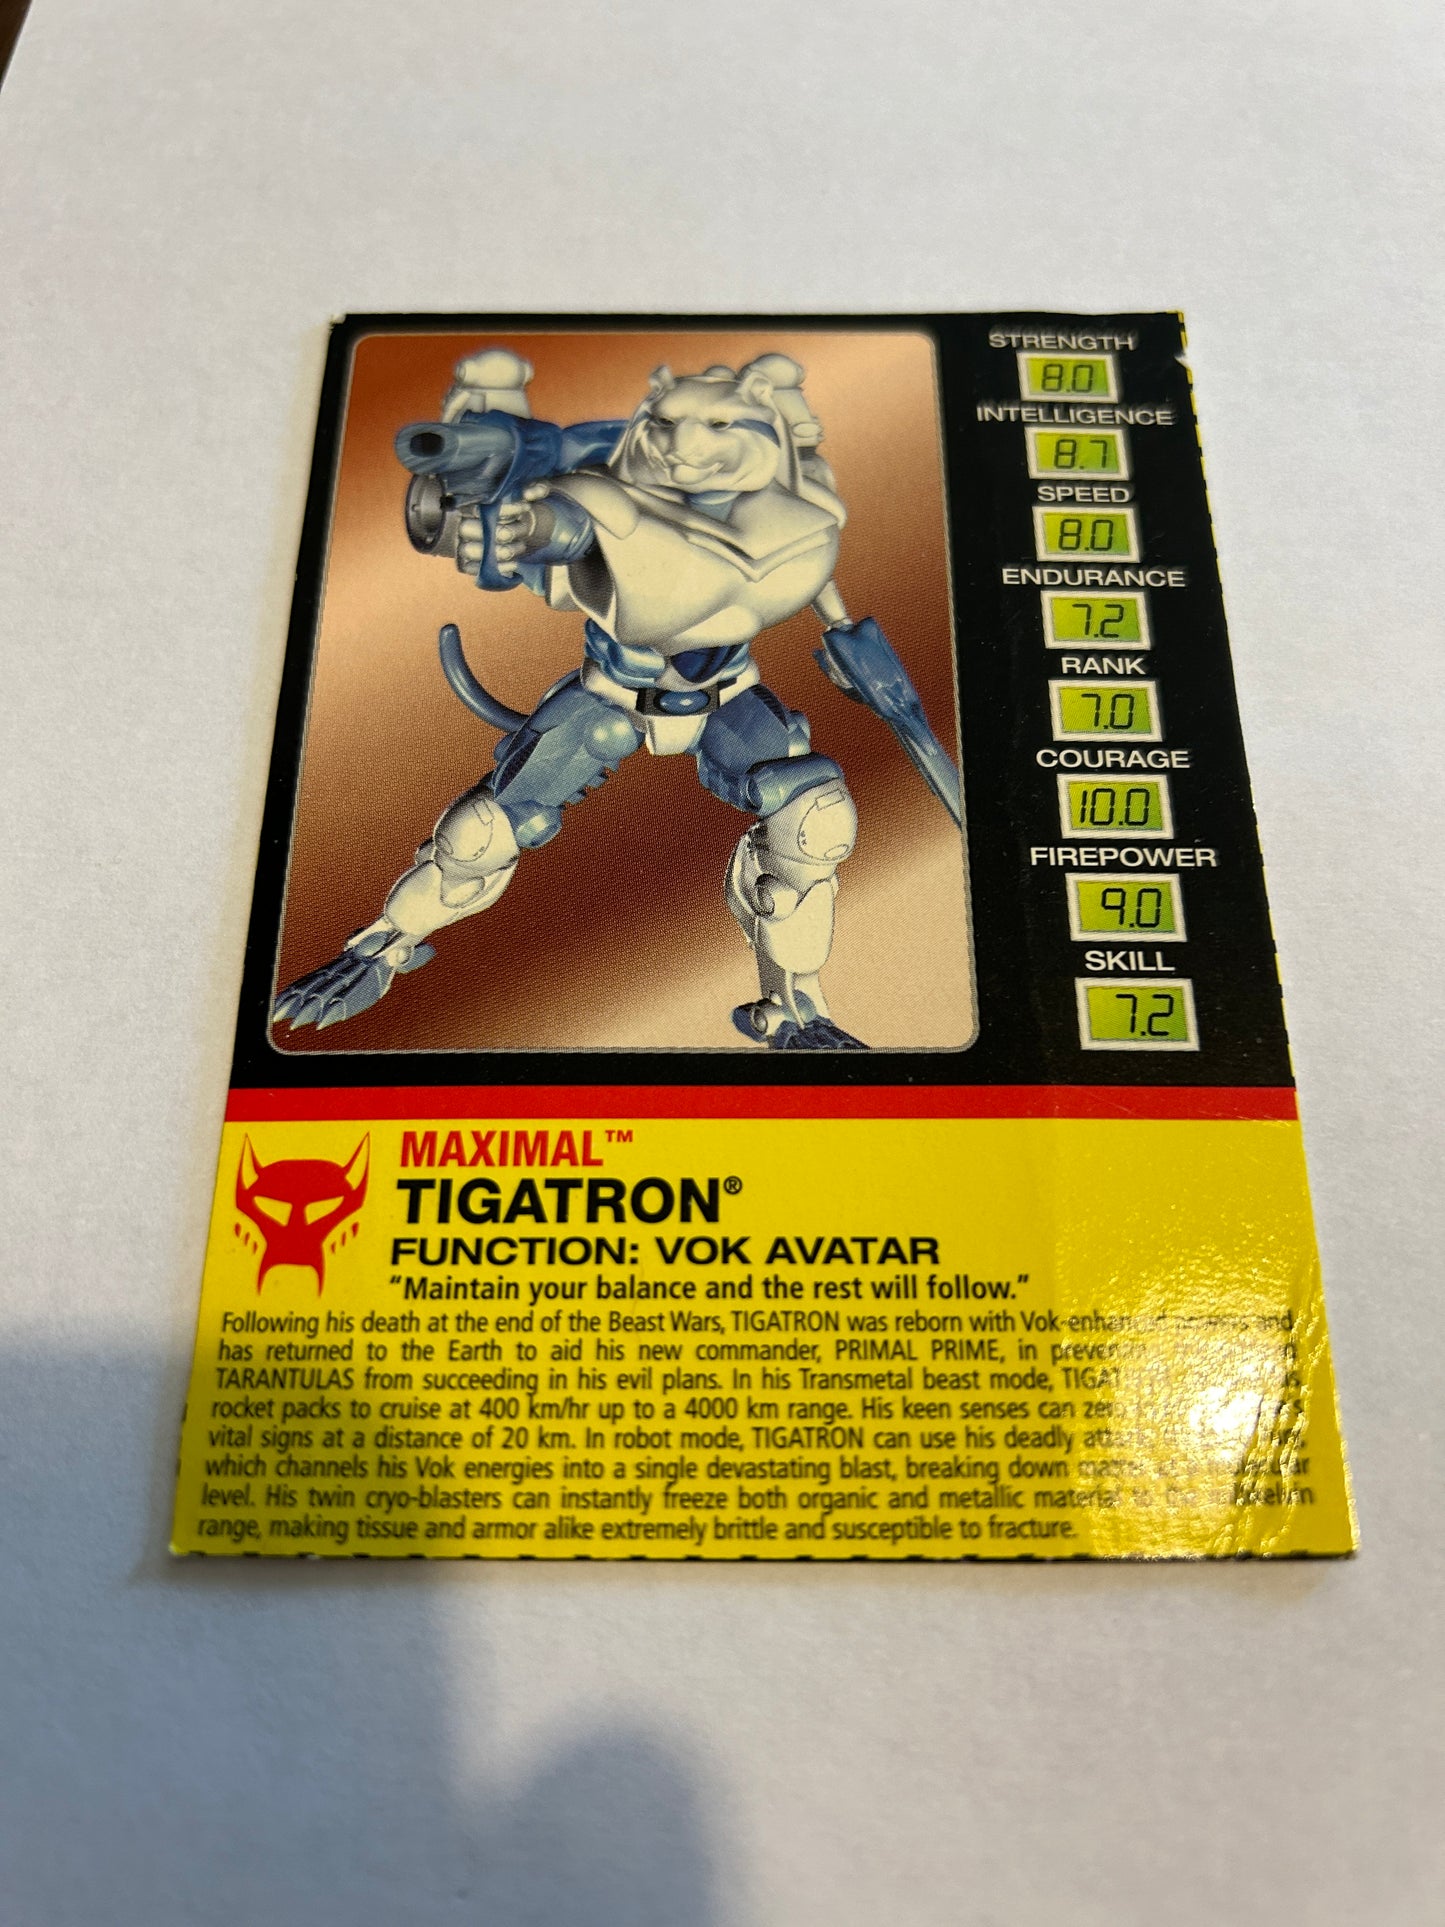 STRENGTH
8.0
INTELLIGENCE
8.7
SPEED
8.0
ENDURANCE
7.2
RANK
7.0
COURAGE
10.0
FIREPOWER
9.0
SKILL
7.2
MAXIMAL™
TIGATRON®
FUNCTION: VOK AVATAR
“Maintain your balance and the rest will follow.”
Following his death at the end of the Beast Wars, TIGATRON was reborn with Vok-enhanced powers and
has returned to the Earth to aid his new commander, PRIMAL PRIME, in
TARANTULAS from succeeding in his evil plans. In his Transmetal beast mode,
rocket packs to cruise at 400 km/hr up to a 4000 km range. His keen senses can
vital signs at a distance of 20 km. In robot mode, TIGATRON can use his deadly
which channels his Vok energies into a single devastating blast, breaking down
level. His twin cryo-blasters can instantly freeze both organic and metallic material to the
range, making tissue and armor alike extremely brittle and susceptible to fracture.